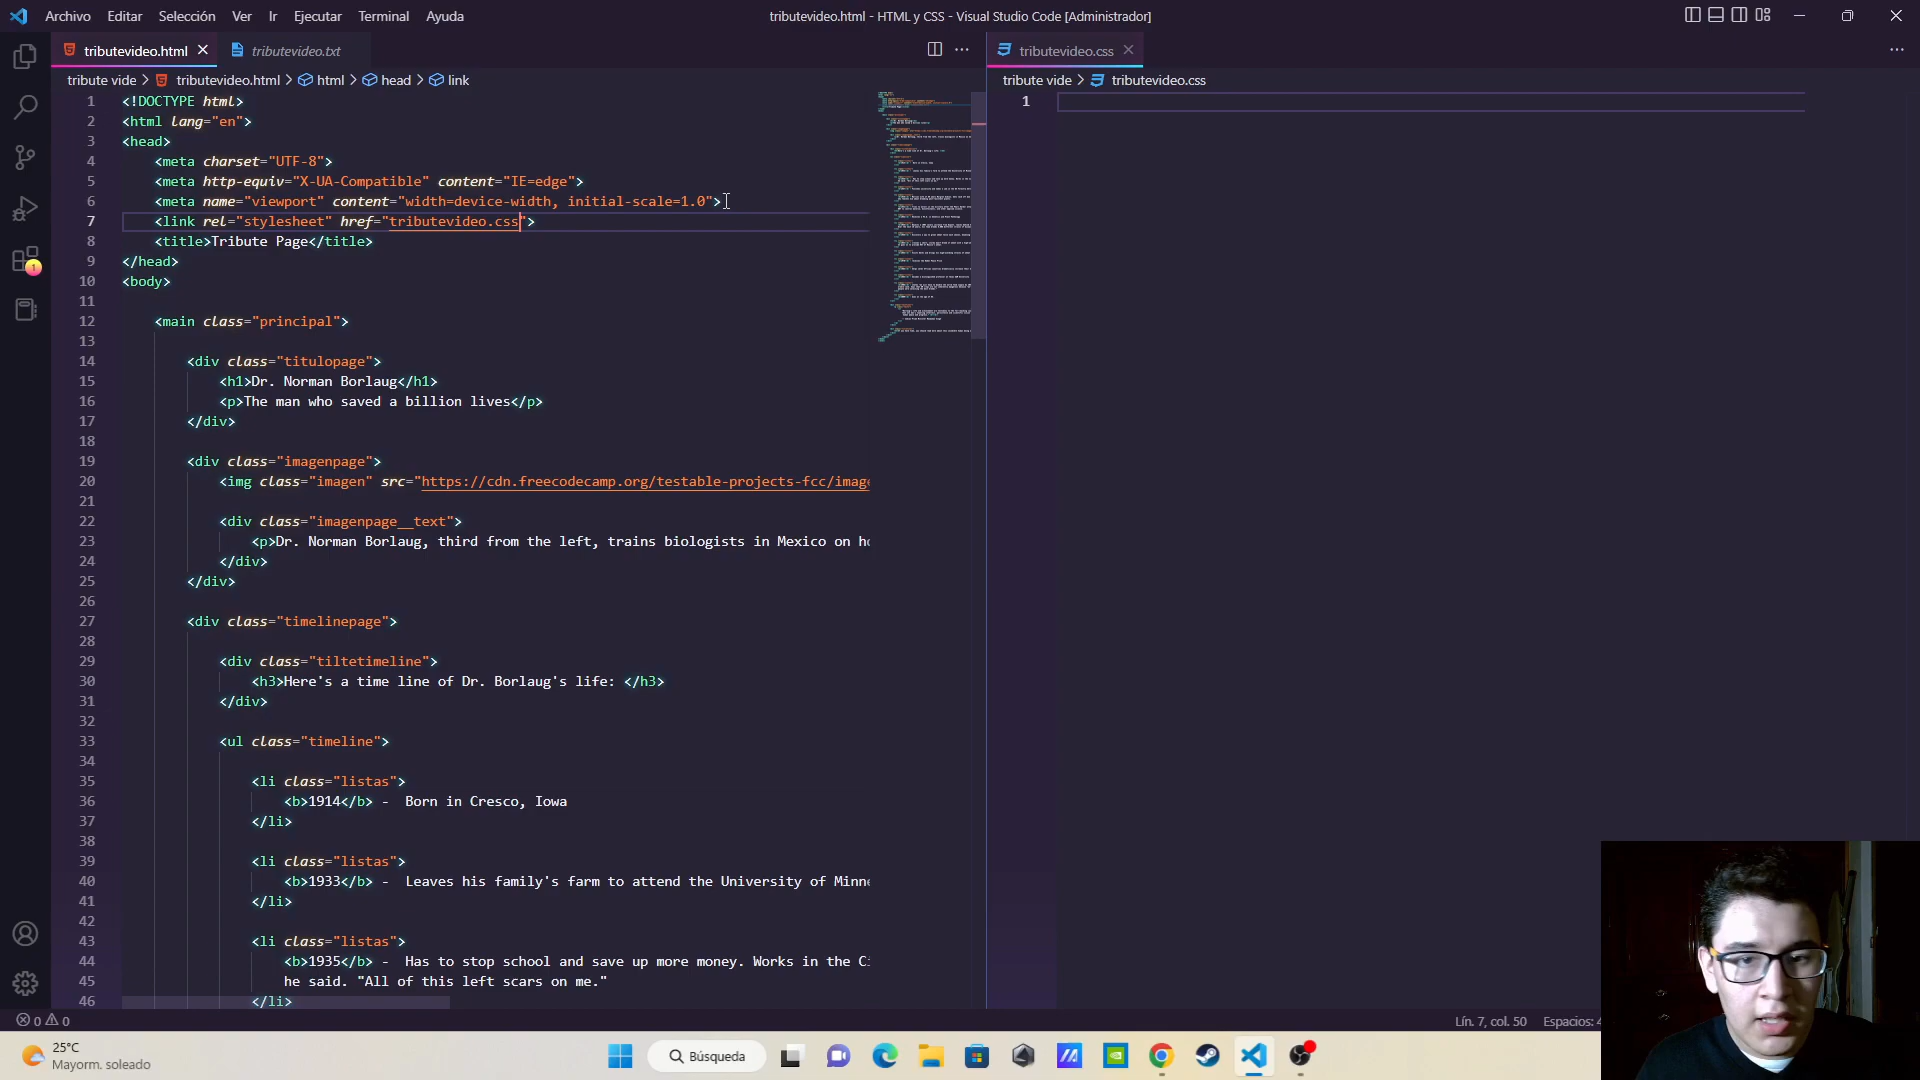 Archivo Editar Selección Ver Ir Ejecutar Terminal Ayuda
tributevideo.html - HTML y CSS - Visual Studio Code [Administrador]
tributevideo.html
tributevideo.txt
tributevideo.css
tribute vide > tributevideo.html > html > head > link
tribute vide > tributevideo.css
1 <!DOCTYPE html>
2 <html lang="en">
3 <head>
4 <meta charset="UTF-8">
5 <meta http-equiv="X-UA-Compatible" content="IE=edge">
6 <meta name="viewport" content="width=device-width, initial-scale=1.0">
7 <link rel="stylesheet" href="tributevideo.css">
8 <title>Tribute Page</title>
9 </head>
10 <body>
11
12 <main class="principal">
13
14 <div class="titulopage">
15 <h1>Dr. Norman Borlaug</h1>
16 <p>The man who saved a billion lives</p>
17 </div>
18
19 <div class="imagenpage">
20 <img class="imagen" src="https://cdn.freecodecamp.org/testable-projects-fcc/image
21
22 <div class="imagenpage__text">
23 <p>Dr. Norman Borlaug, third from the left, trains biologists in Mexico on ho
24 </div>
25 </div>
26
27 <div class="timelinepage">
28
29 <div class="tiltetimeline">
30 <h3>Here's a time line of Dr. Borlaug's life: </h3>
31 </div>
32
33 <ul class="timeline">
34
35 <li class="listas">
36 <b>1914</b> - Born in Cresco, Iowa
37 </li>
38
39 <li class="listas">
40 <b>1933</b> - Leaves his family's farm to attend the University of Minne
41 </li>
42
43 <li class="listas">
44 <b>1935</b> - Has to stop school and save up more money. Works in the Ci
45 he said. "All of this left scars on me."
46 </li>
1
1
0 0
Lín. 7, col. 50 Espacios: 4
25°C
Mayorm. soleado
Búsqueda